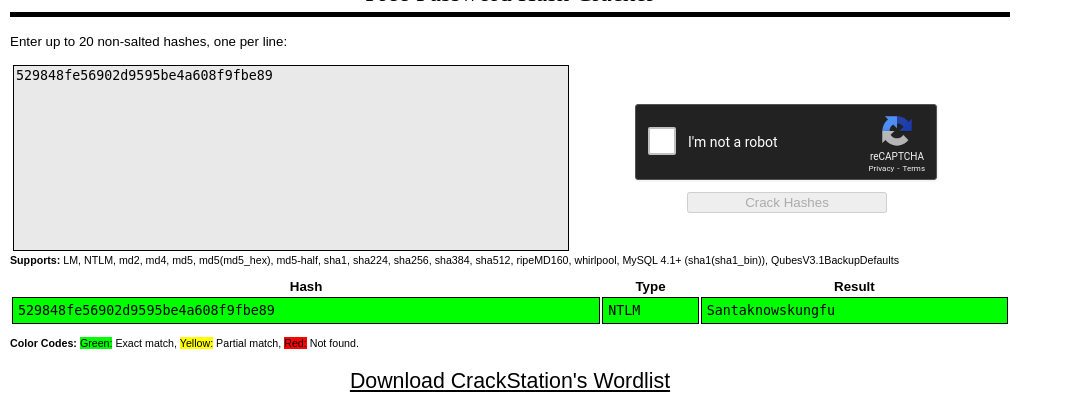 Enter up to 20 non-salted hashes, one per line:
529848fe56902d9595be4a608f9fbe89
I'm not a robot
reCAPTCHA
Privacy - Terms
Crack Hashes
Supports: LM, NTLM, md2, md4, md5, md5(md5_hex), md5-half, sha1, sha224, sha256, sha384, sha512, ripeMD160, whirlpool, MySQL 4.1+ (sha1(sha1_bin)), QubesV3.1BackupDefaults
Hash Type Result
529848fe56902d9595be4a608f9fbe89 NTLM Santaknowskungfu
Color Codes: Green: Exact match, Yellow: Partial match, Red: Not found.
Download CrackStation's Wordlist